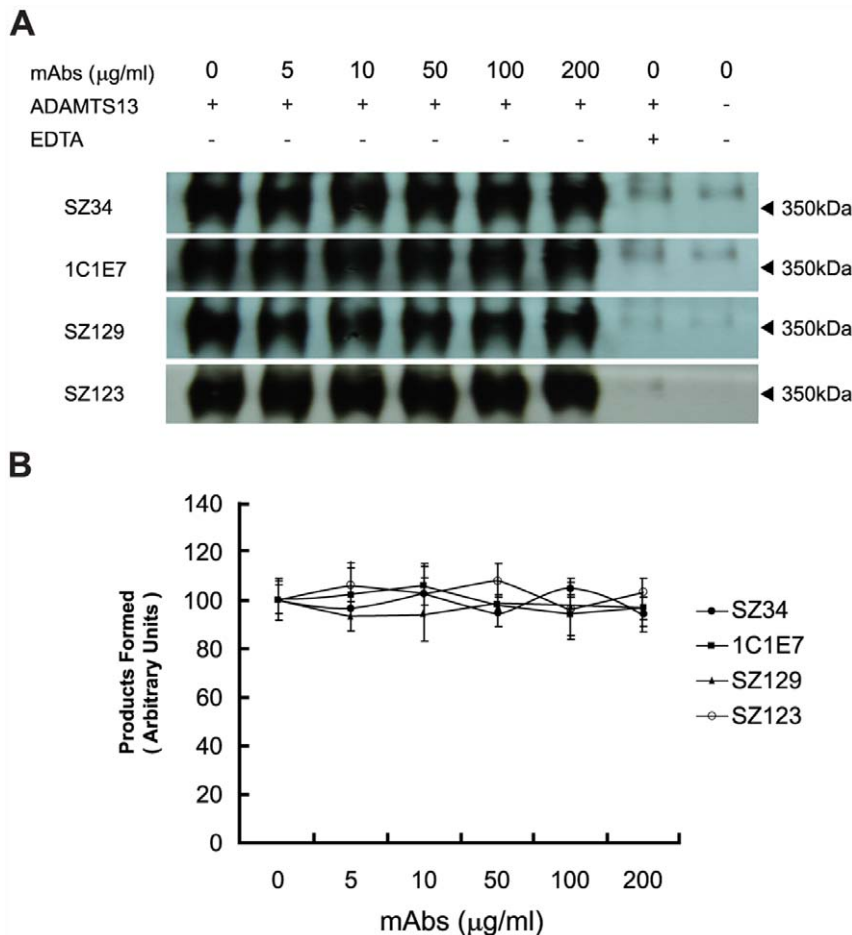 A
mAbs (μg/ml) 0 5 10 50 100 200 0 0
ADAMTS13 + + + + + + + -
EDTA - - - - - - + -
SZ34 ◀ 350kDa
1C1E7 ◀ 350kDa
SZ129 ◀ 350kDa
SZ123 ◀ 350kDa
B
Products Formed
( Arbitrary Units )
140
120
100
80
60
40
20
0
0 5 10 50 100 200
mAbs (μg/ml)
SZ34
1C1E7
SZ129
SZ123